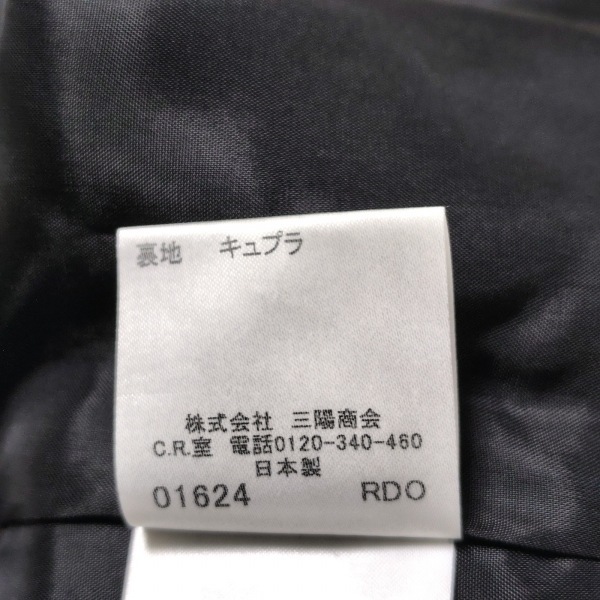 裏地 キュプラ
株式会社 三陽商会
C.R.室 電話0120-340-460
日本製
01624 RDO